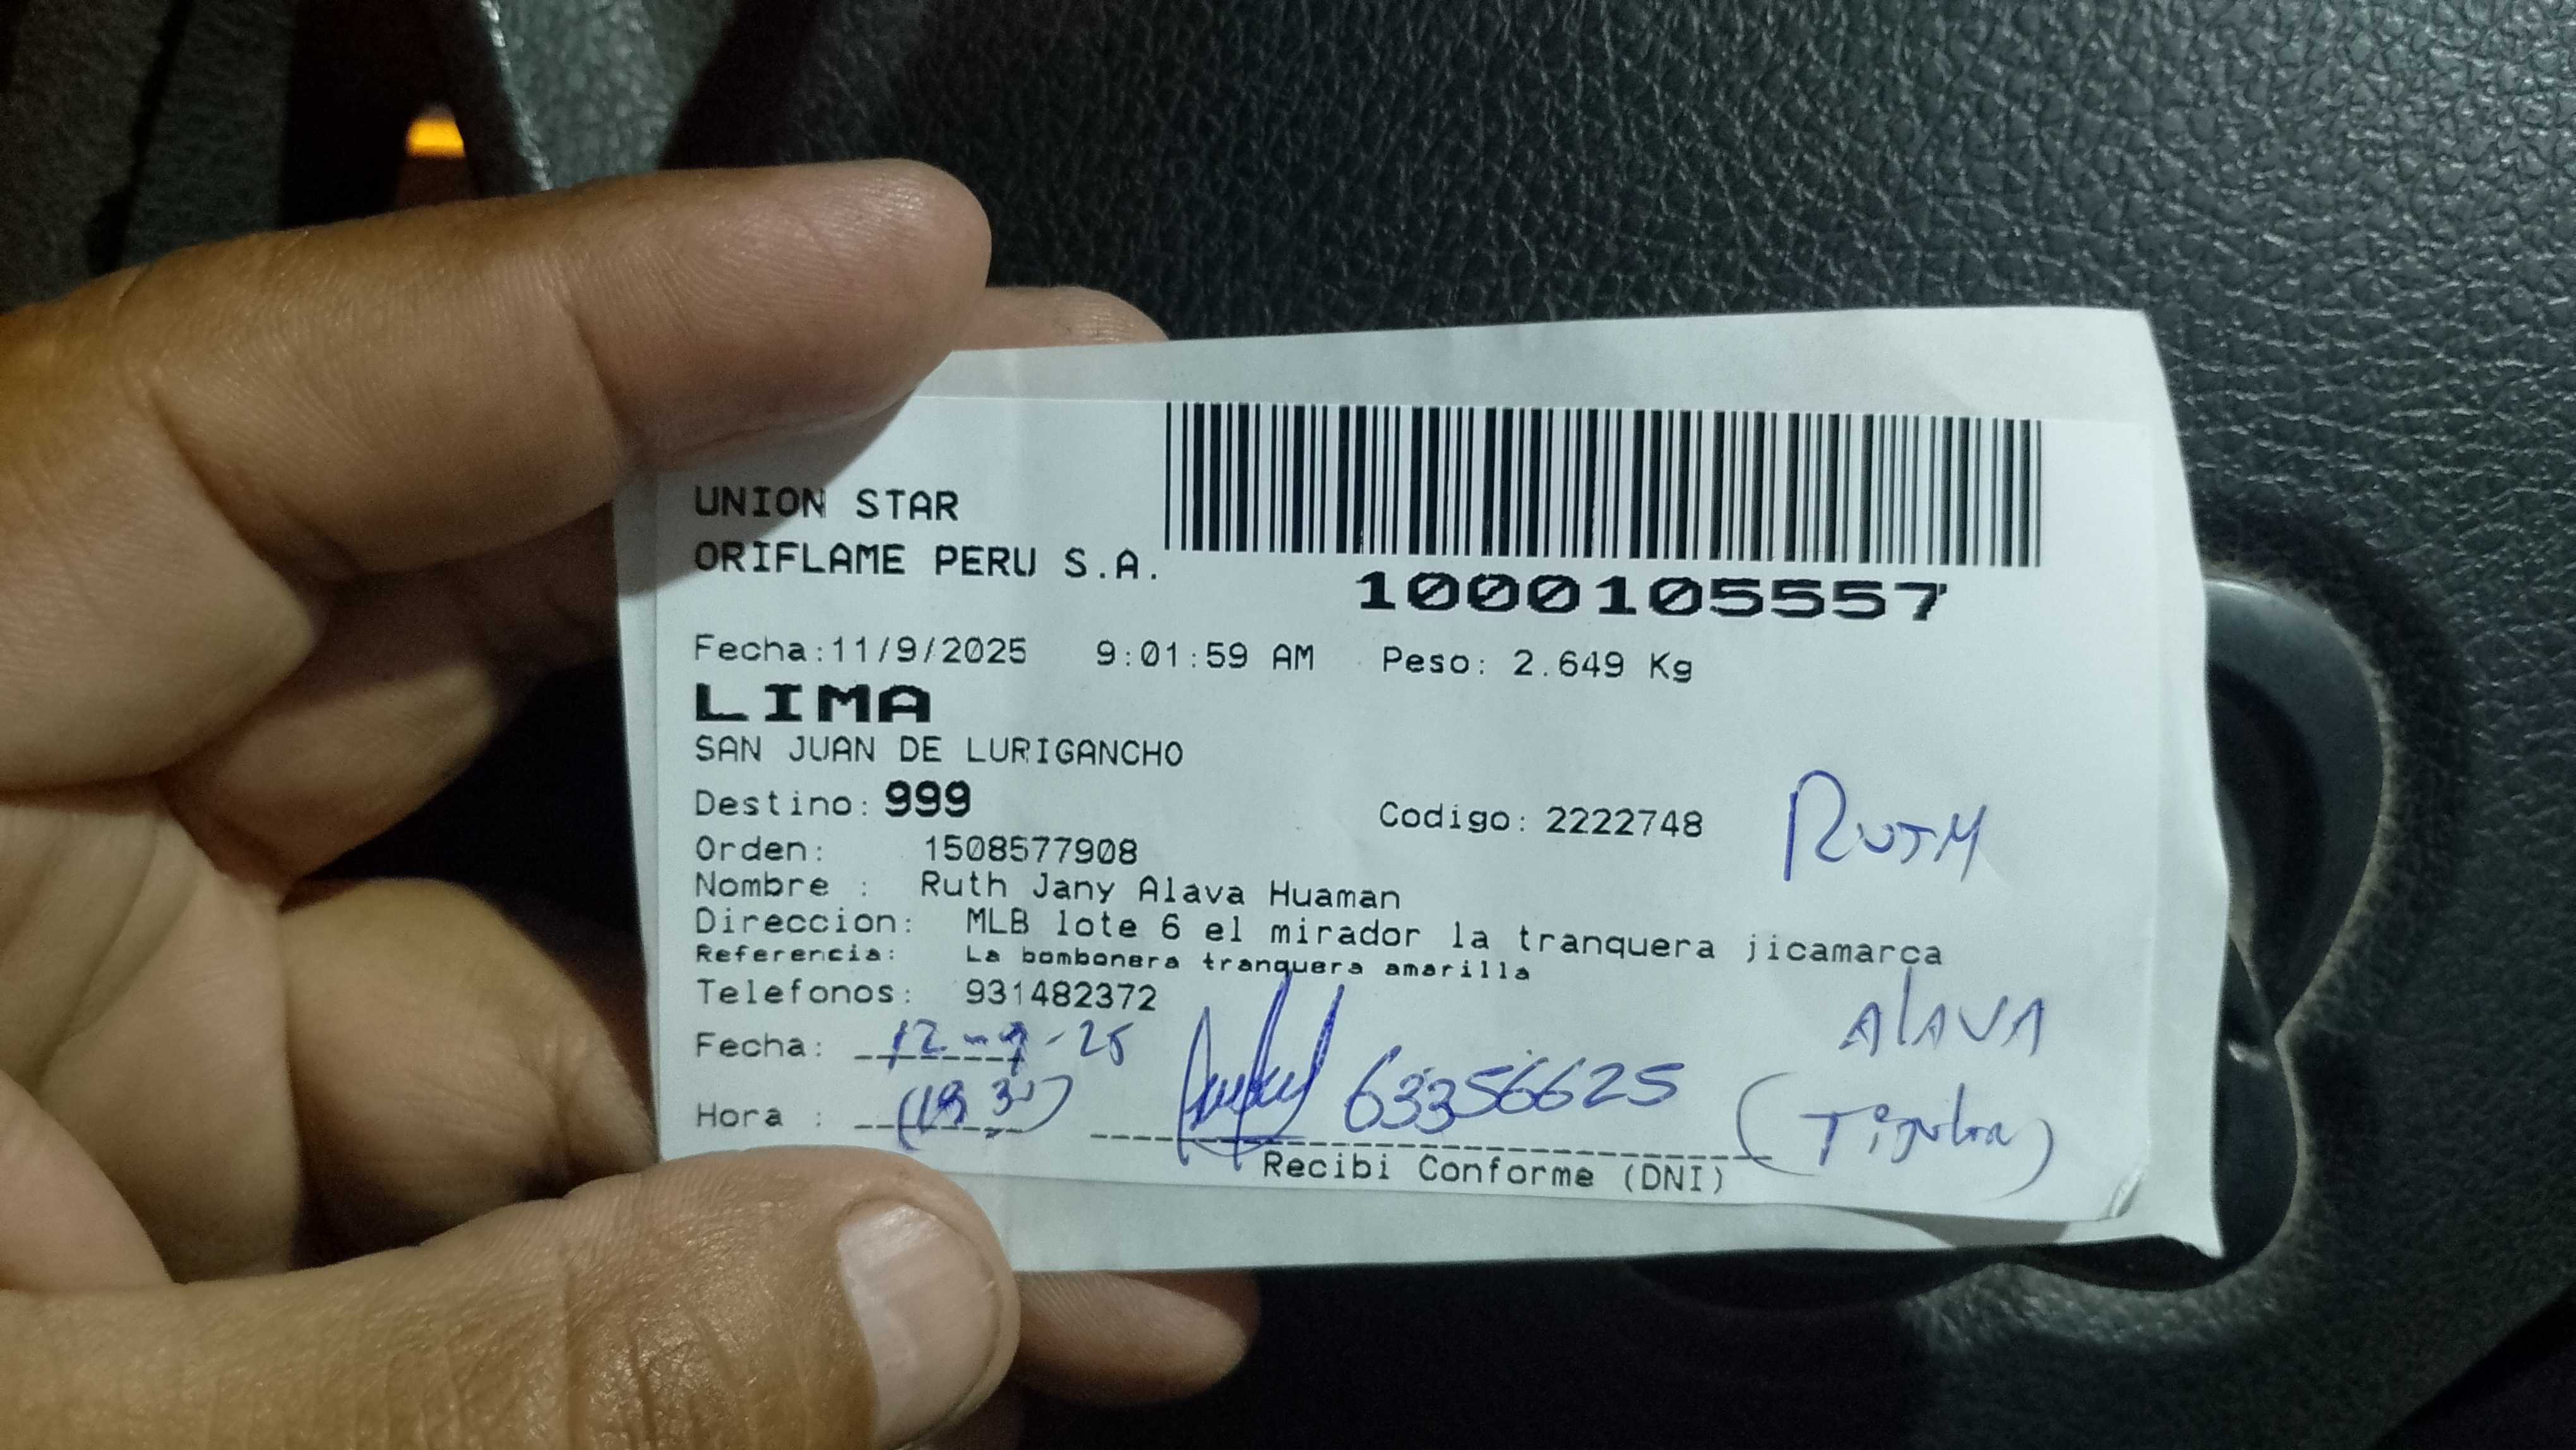 UNION STAR
ORIFLAME PERU S.A.
1000105557
Fecha:11/9/2025 9:01:59 AM Peso: 2.649 Kg
LIMA
SAN JUAN DE LURIGANCHO
Destino: 999 Codigo: 2222748 RUTH
Orden: 1508577908
Nombre : Ruth Jany Alava Huaman
Direccion: MLB lote 6 el mirador la tranquera jicamarca
Referencia: La bombonera tranquera amarilla
Telefonos: 931482372
ALAVA
Fecha: 12-9-25
Hora : 63356625 (Titular)
Recibi Conforme (DNI)